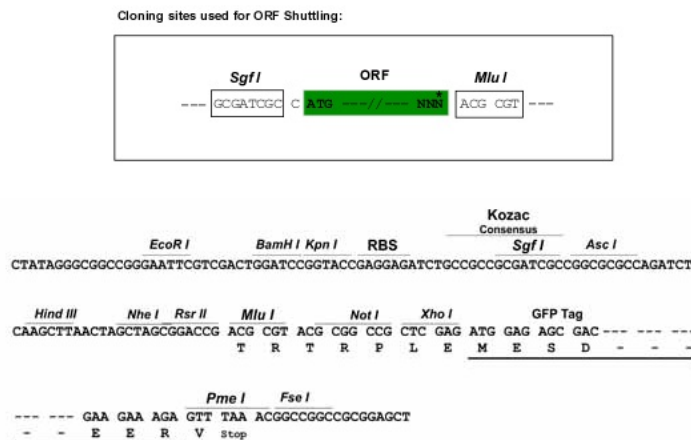 Cloning sites used for ORF Shuttling:
Sgf I ORF Mlu I
--- GCGATCGC C ATG ---//--- NNN* ACG CGT ---
Kozac
Consensus
EcoR I BamH I Kpn I RBS Sgf I Asc I
CTATAGGGCGGCCGGGAATTCGTCGACTGGATCCGGTACCGAGGAGATCTGCCGCCGCGATCGCCGGCGCGCCAGATCT
Hind III Nhe I Rsr II Mlu I Not I Xho I GFP Tag
CAAGCTTAACTAGCTAGCGGACCG ACG CGT ACG CGG CCG CTC GAG ATG GAG AGC GAC--- --- ---
T R T R P L E M E S D - - -
Pme I Fse I
--- --- GAA GAA AGA GTT TAA ACGGCCGGCCGCGGAGCT
- - E E R V Stop